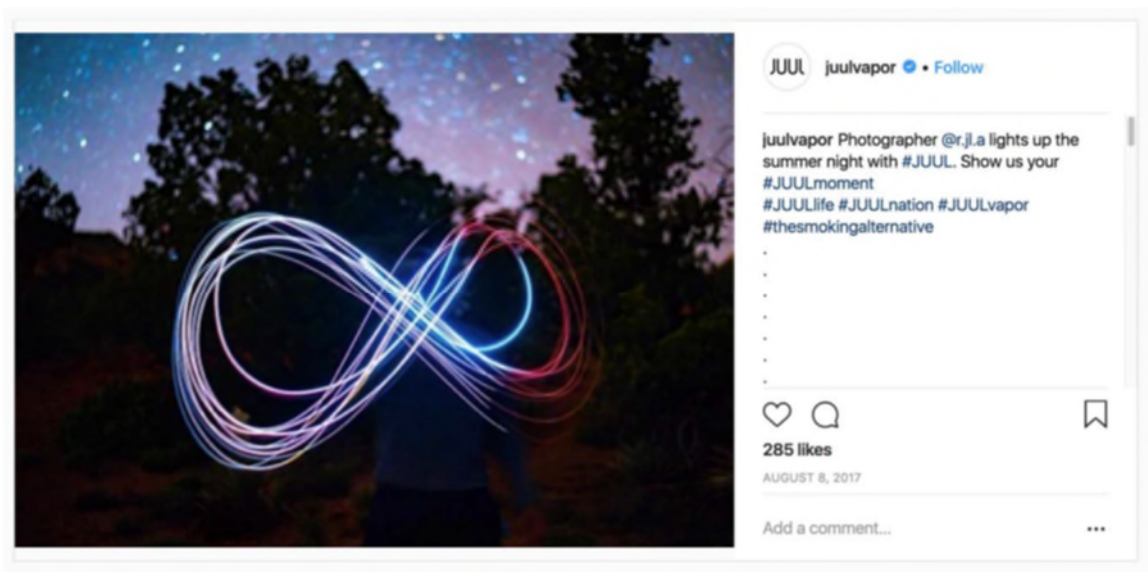 JUUL juulvapor • Follow
juulvapor Photographer @r.jl.a lights up the
summer night with #JUUL. Show us your
#JUULmoment
#JUULlife #JUULnation #JUULvapor
#thesmokingalternative
.
.
.
.
.
.
.
285 likes
AUGUST 8, 2017
Add a comment...